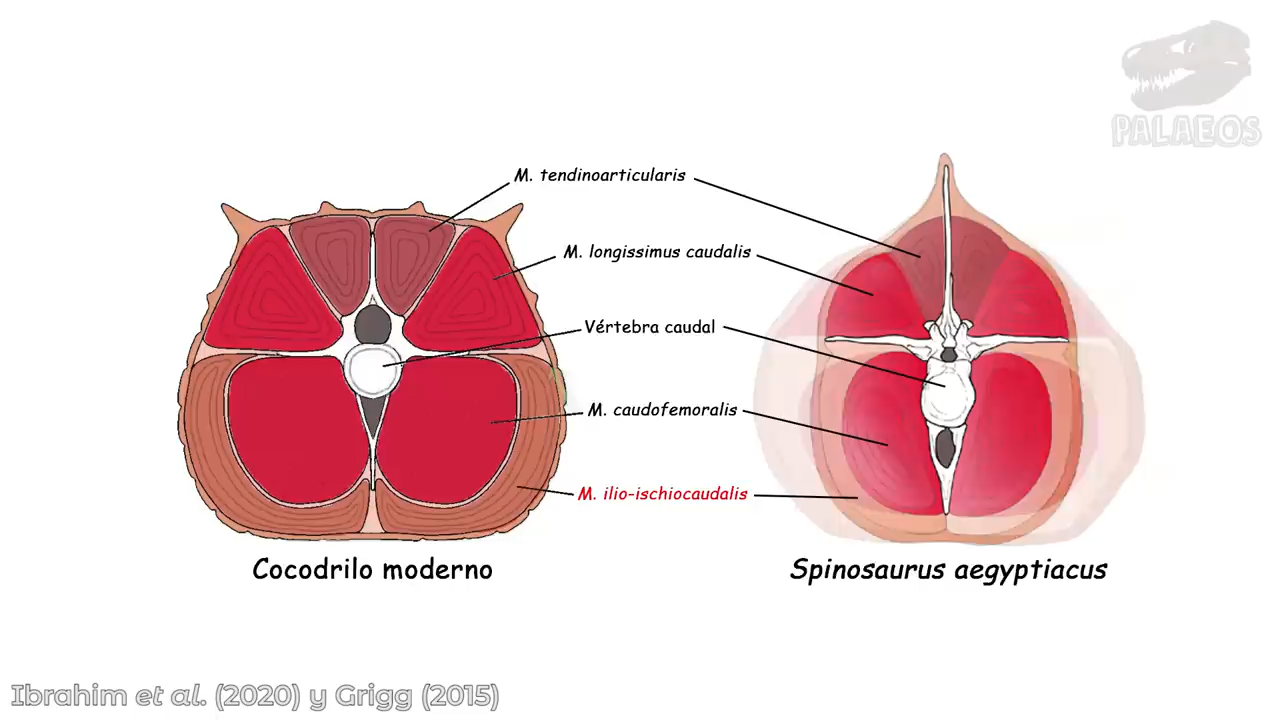 PALAEOS
M. tendinoarticularis
M. longissimus caudalis
Vértebra caudal
M. caudofemoralis
M. ilio-ischiocaudalis
Cocodrilo moderno
Spinosaurus aegyptiacus
Ibrahim et al. (2020) y Grigg (2015)